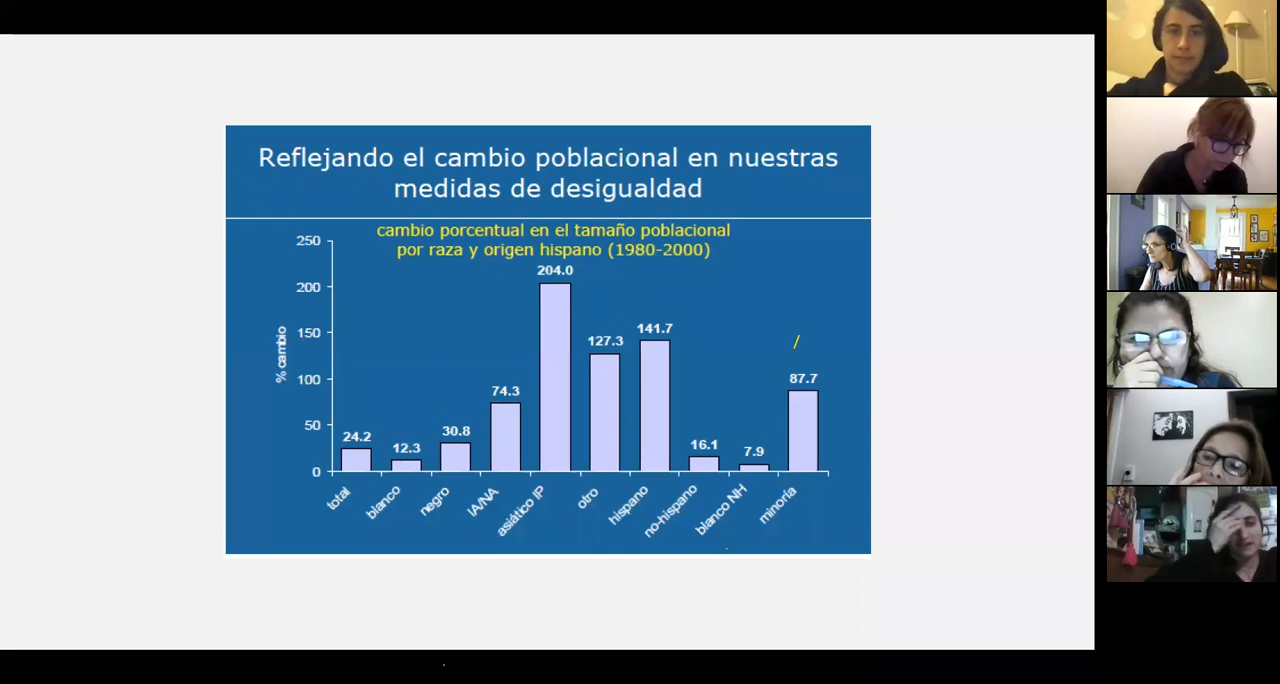 Reflejando el cambio poblacional en nuestras
medidas de desigualdad
cambio porcentual en el tamaño poblacional
por raza y origen hispano (1980-2000)
% cambio
250
200
150
100
50
0
24.2
12.3
30.8
74.3
204.0
127.3
141.7
16.1
7.9
87.7
/
total
blanco
negro
IA/NA
asiático IP
otro
hispano
no-hispano
blanco NH
minoría